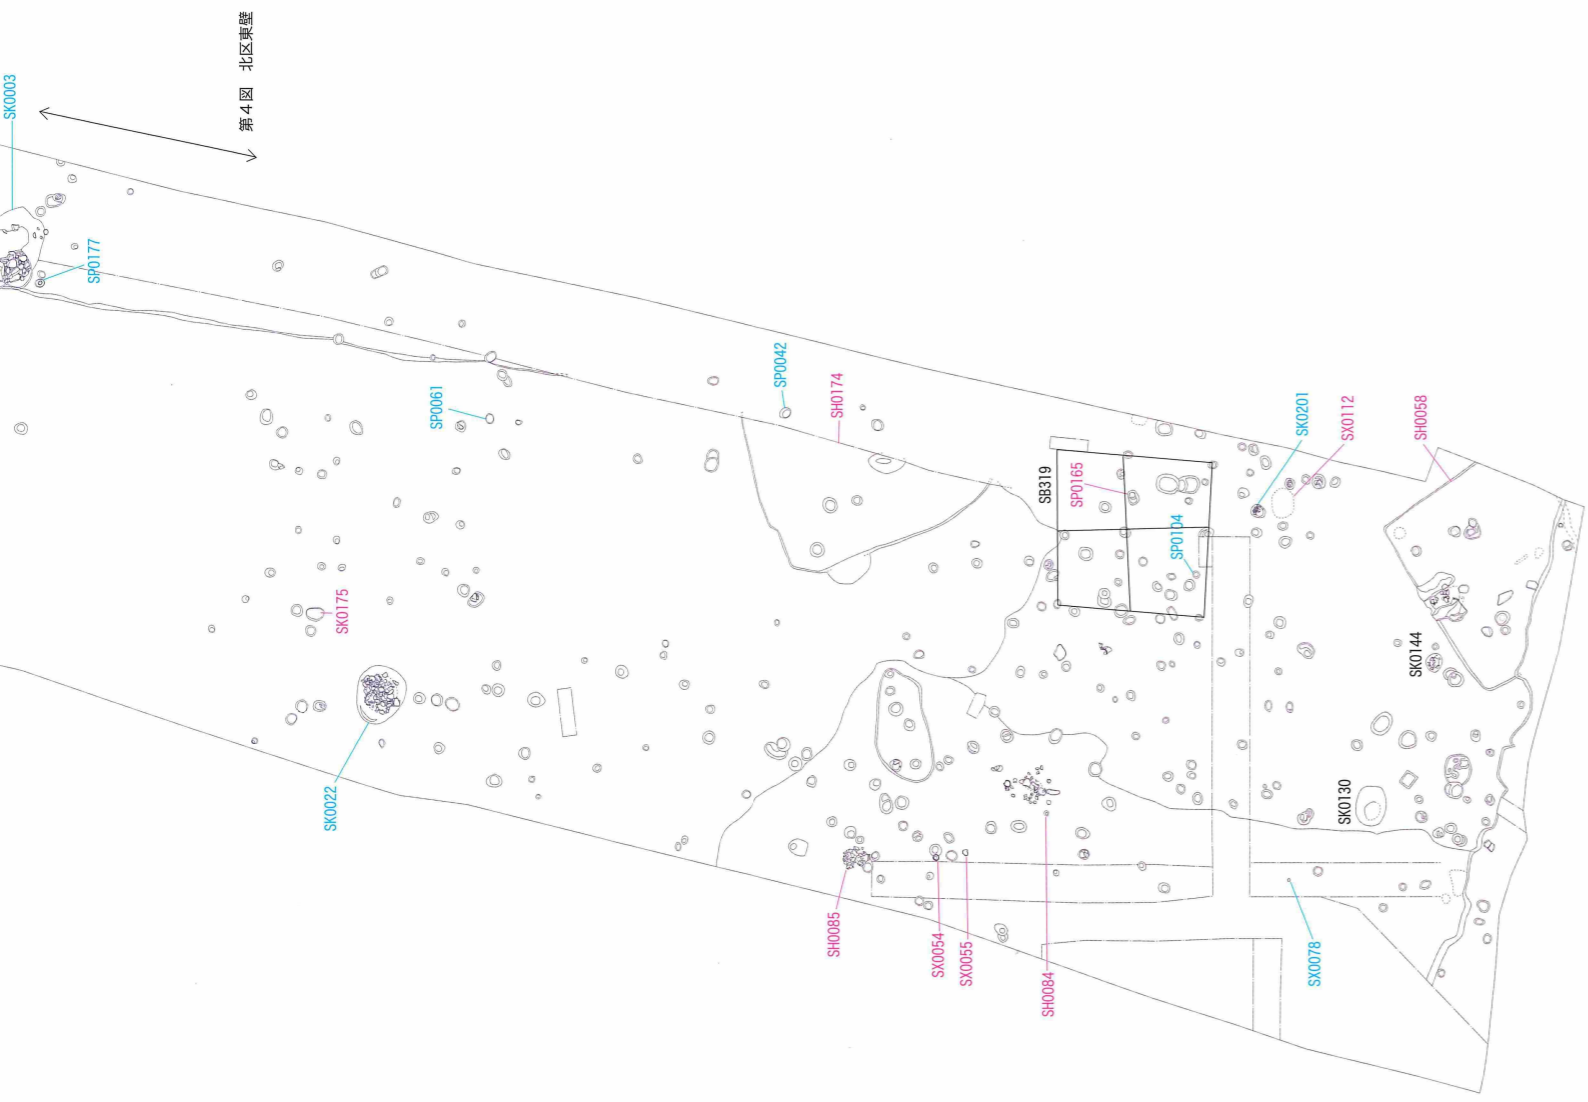 SK0003
第4図 北区東壁
SP0177
SP0061
SP0042
SH0174
SK0175
SK0022
SB319
SP0165
SP0104
SK0201
SX0112
SH0058
SK0144
SK0130
SH0085
SX0054
SX0055
SH0084
SX0078